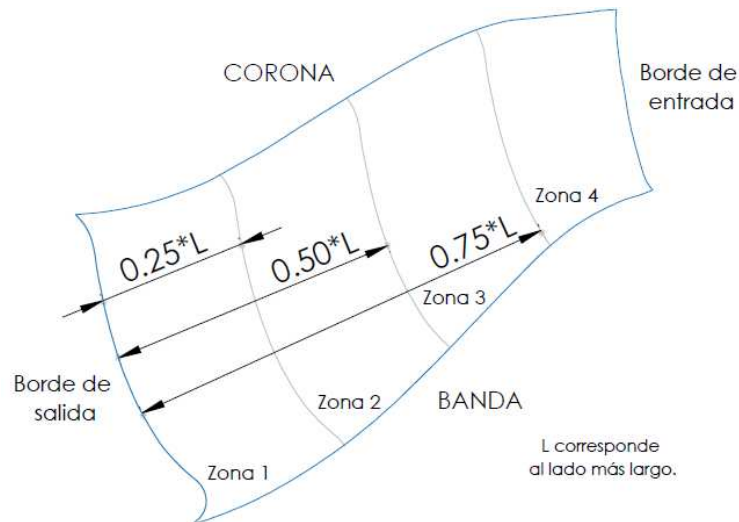 CORONA
Borde de
entrada
Zona 4
0.25*L
0.50*L
0.75*L
Zona 3
Borde de
salida
Zona 2
BANDA
Zona 1
L corresponde
al lado más largo.